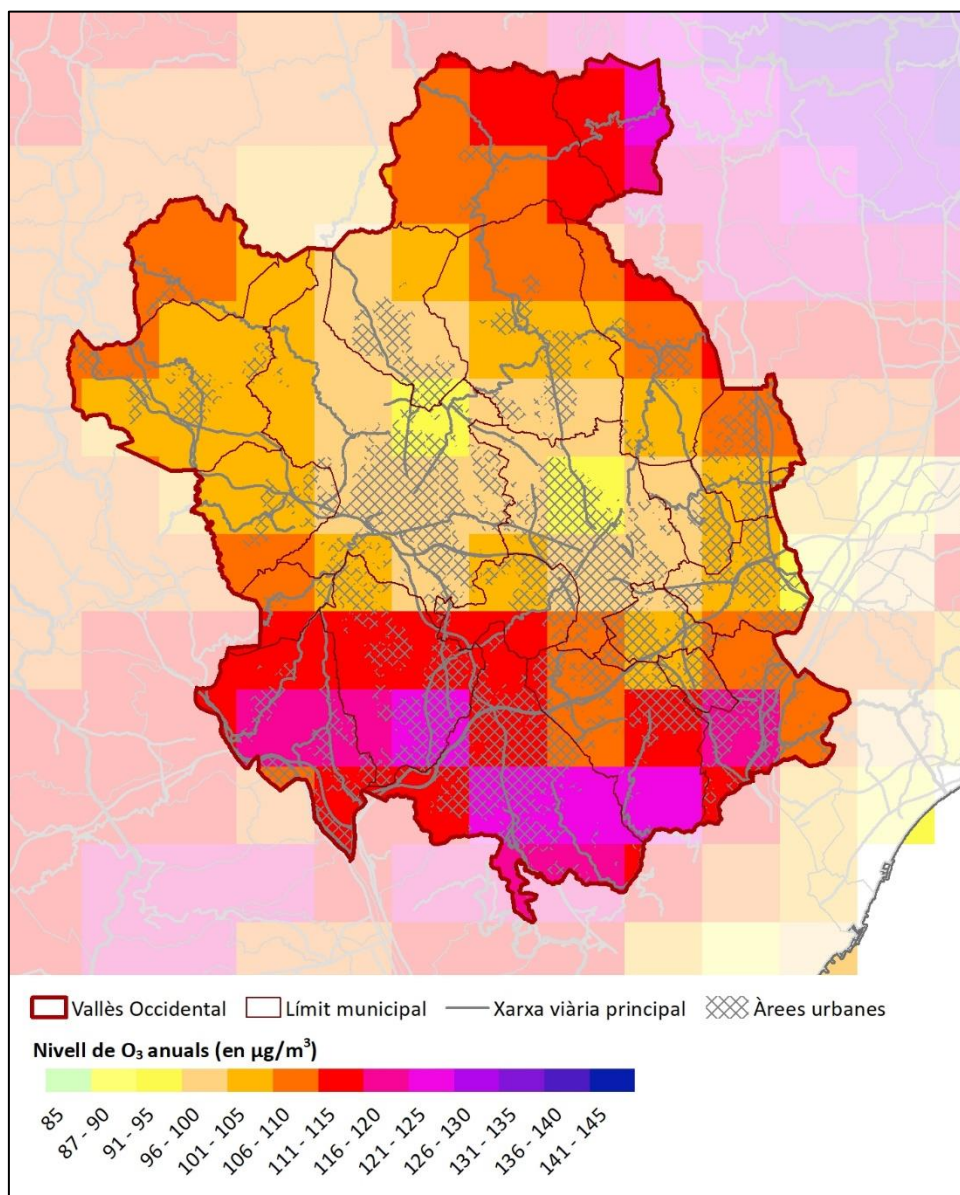 Vallès Occidental Límit municipal Xarxa viària principal Àrees urbanes
Nivell de O₃ anuals (en µg/m³)
85 87 - 90 91 - 95 96 - 100 101 - 105 106 - 110 111 - 115 116 - 120 121 - 125 126 - 130 131 - 135 136 - 140 141 - 145